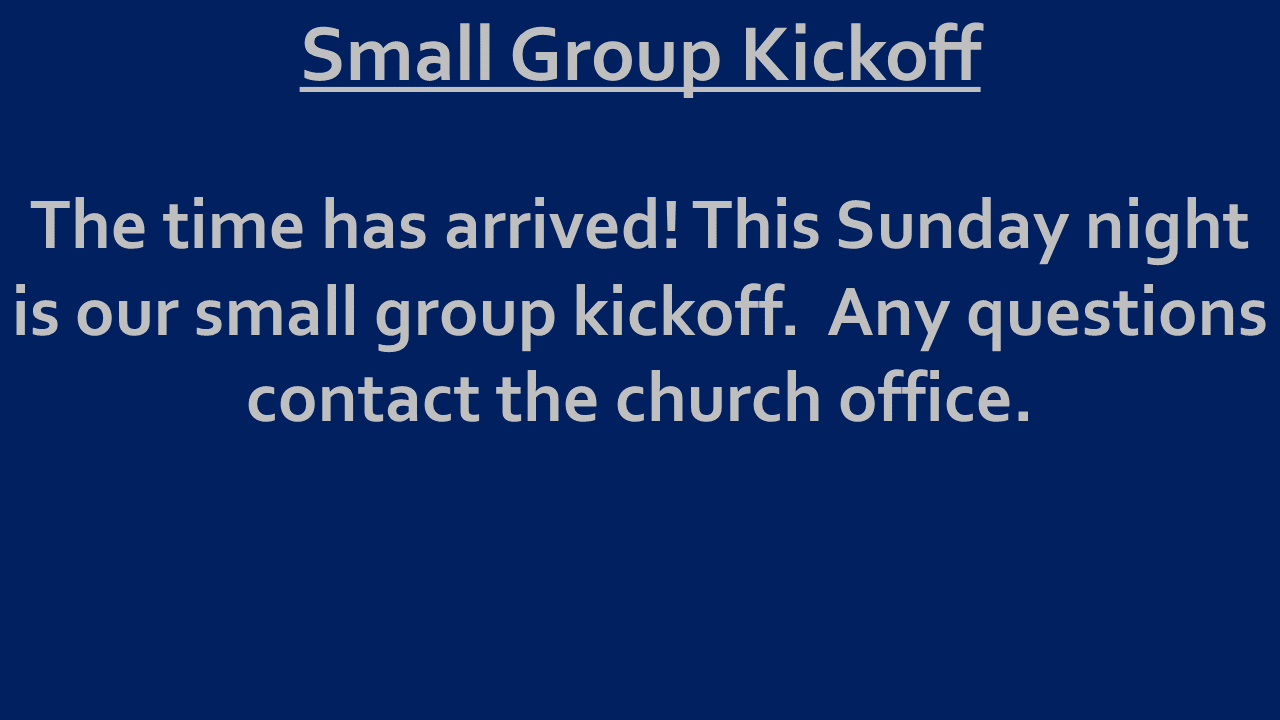 Small Group Kickoff
The time has arrived! This Sunday night
is our small group kickoff.  Any questions
contact the church office.